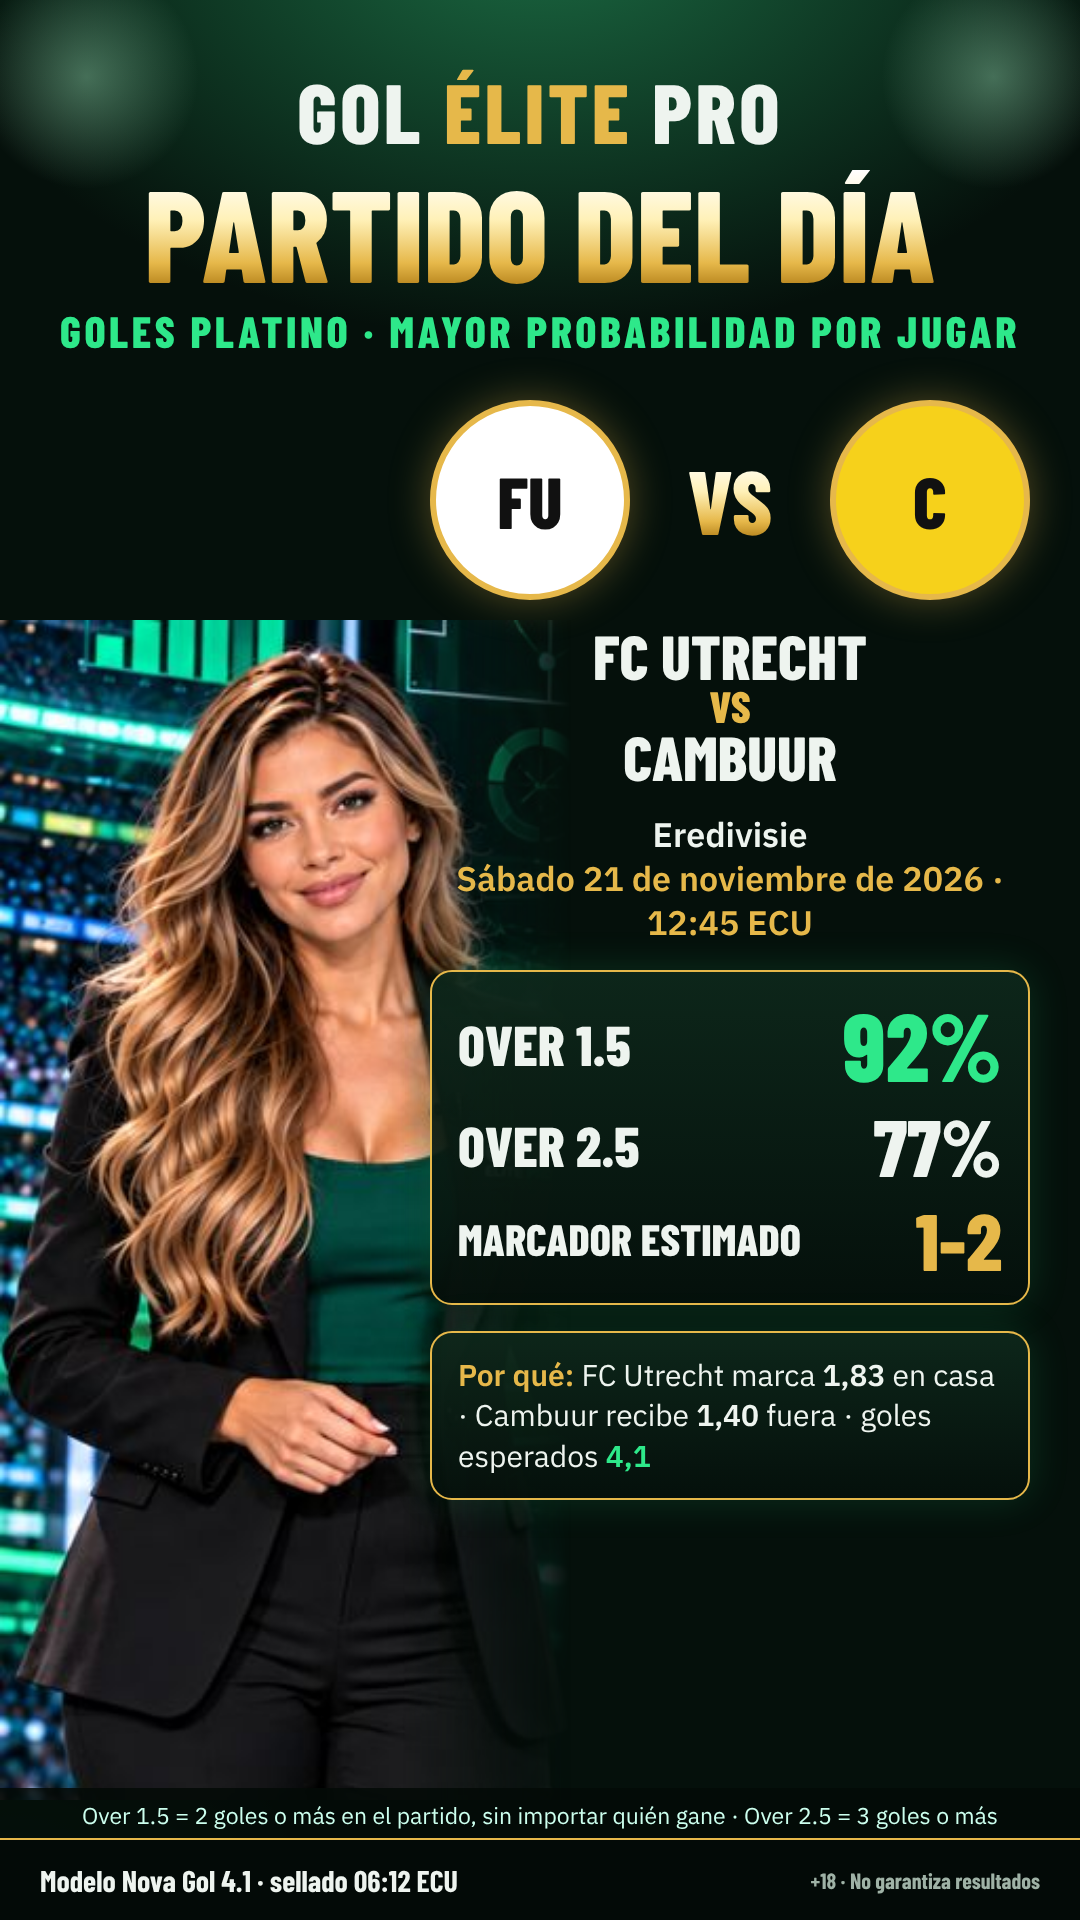 GOL ÉLITE PRO
PARTIDO DEL DÍA
GOLES PLATINO · MAYOR PROBABILIDAD POR JUGAR
FU VS C
FC UTRECHT
VS
CAMBUUR
Eredivisie
Sábado 21 de noviembre de 2026 ·
12:45 ECU
OVER 1.5 92%
OVER 2.5 77%
MARCADOR ESTIMADO 1-2
Por qué: FC Utrecht marca 1,83 en casa
· Cambuur recibe 1,40 fuera · goles
esperados 4,1
Over 1.5 = 2 goles o más en el partido, sin importar quién gane · Over 2.5 = 3 goles o más
Modelo Nova Gol 4.1 · sellado 06:12 ECU
+18 · No garantiza resultados